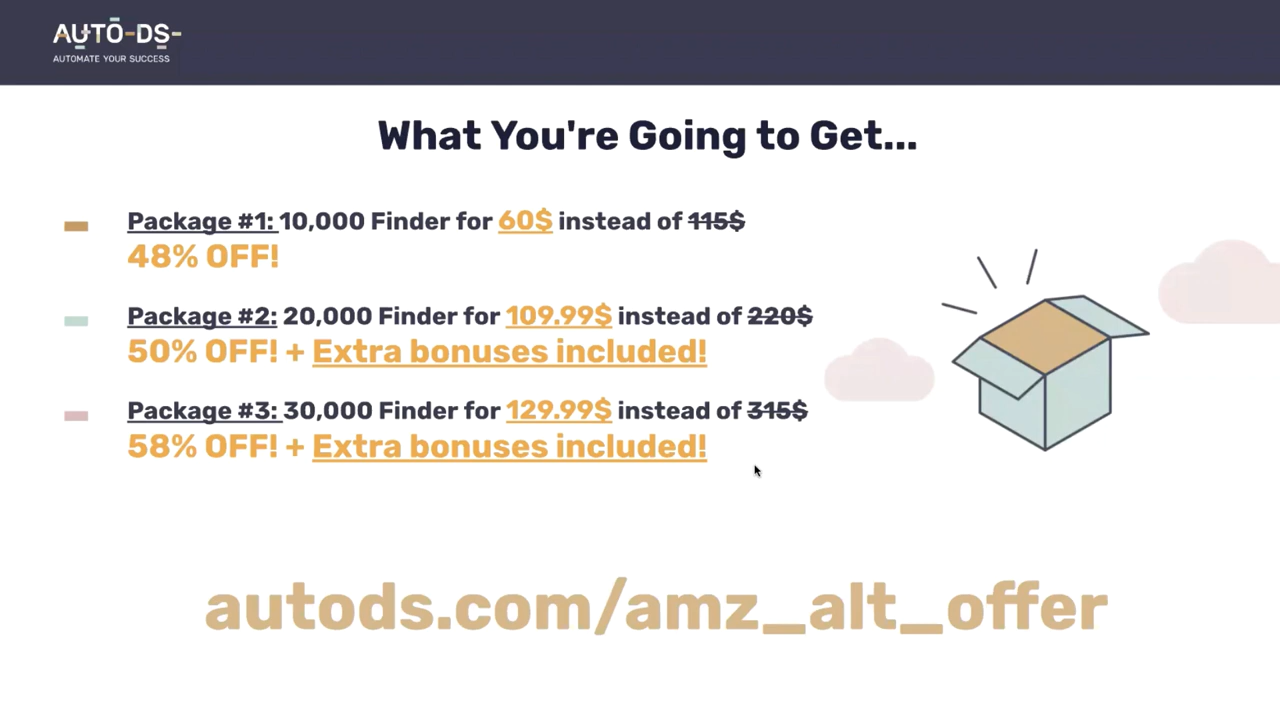 AUTO-DS-
AUTOMATE YOUR SUCCESS
What You're Going to Get...
Package #1: 10,000 Finder for 60$ instead of 115$
48% OFF!
Package #2: 20,000 Finder for 109.99$ instead of 220$
50% OFF! + Extra bonuses included!
Package #3: 30,000 Finder for 129.99$ instead of 315$
58% OFF! + Extra bonuses included!
autods.com/amz_alt_offer